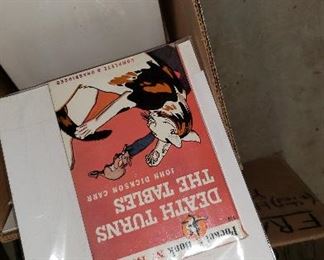 COMPLETE & UNABRIDGED
JOHN DICKSON CARR
DEATH TURNS
THE TABLES
Pocket Book